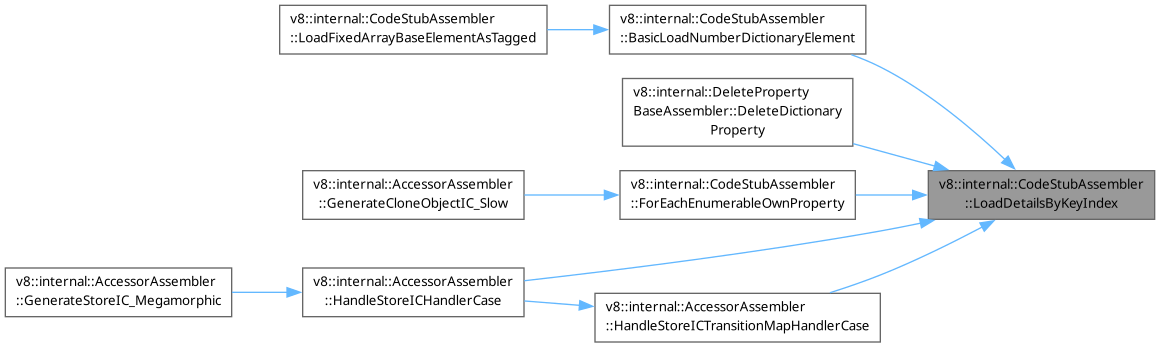 v8::internal::CodeStubAssembler
::LoadFixedArrayBaseElementAsTagged
v8::internal::CodeStubAssembler
::BasicLoadNumberDictionaryElement
v8::internal::DeleteProperty
BaseAssembler::DeleteDictionary
Property
v8::internal::AccessorAssembler
::GenerateCloneObjectIC_Slow
v8::internal::CodeStubAssembler
::ForEachEnumerableOwnProperty
v8::internal::CodeStubAssembler
::LoadDetailsByKeyIndex
v8::internal::AccessorAssembler
::GenerateStoreIC_Megamorphic
v8::internal::AccessorAssembler
::HandleStoreICHandlerCase
v8::internal::AccessorAssembler
::HandleStoreICTransitionMapHandlerCase